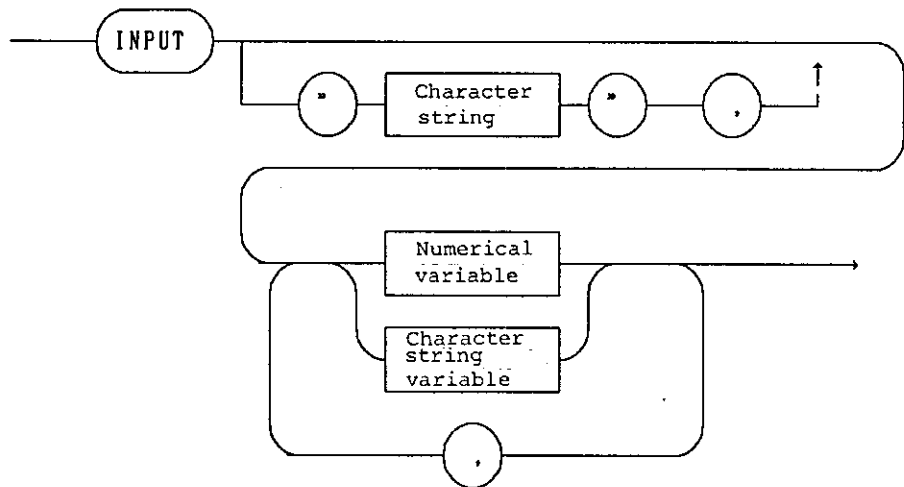 INPUT
" Character " ,
string
Numerical
variable
Character
string
variable
,